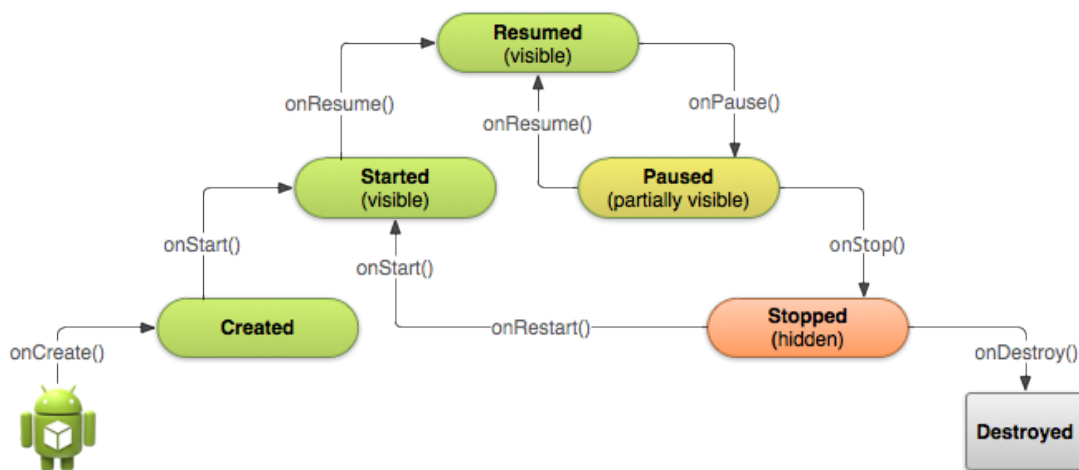 Resumed
(visible)
onResume()
onResume()
onPause()
Started
(visible)
Paused
(partially visible)
onStart()
onStart()
onStop()
Created
onRestart()
Stopped
(hidden)
onCreate()
onDestroy()
Destroyed